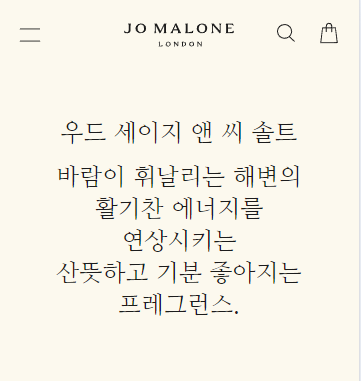 JO MALONE
LONDON
우드 세이지 앤 씨 솔트
바람이 휘날리는 해변의
활기찬 에너지를
연상시키는
산뜻하고 기분 좋아지는
프레그런스.